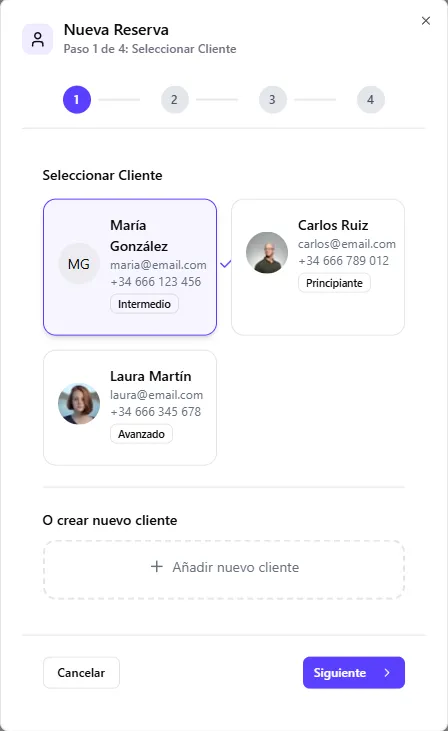 Nueva Reserva
Paso 1 de 4: Seleccionar Cliente
1 2 3 4
Seleccionar Cliente
MG
María
González
maria@email.com
+34 666 123 456
Intermedio
Carlos Ruiz
carlos@email.com
+34 666 789 012
Principiante
Laura Martín
laura@email.com
+34 666 345 678
Avanzado
O crear nuevo cliente
Añadir nuevo cliente
Cancelar
Siguiente